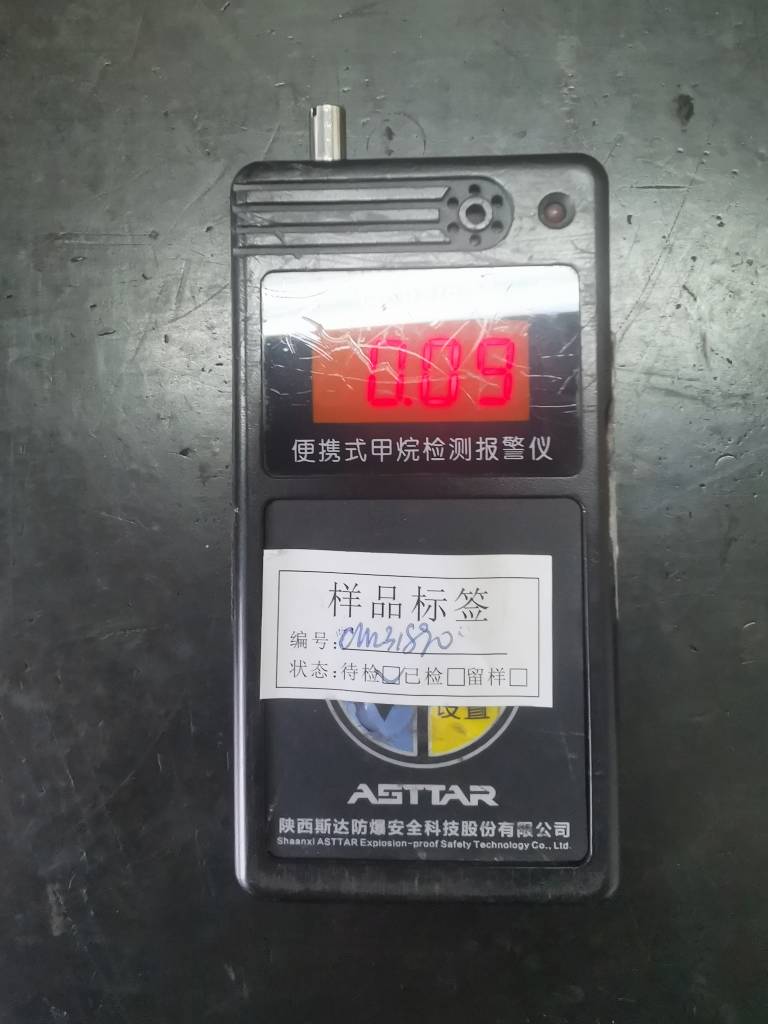 0.09
便携式甲烷检测报警仪
样品标签
编号:
状态:待检□已检□留样□
设置
ASTTAR
陕西斯达防爆安全科技股份有限公司
Shaanxi ASTTAR Explosion-proof Safety Technology Co., Ltd.